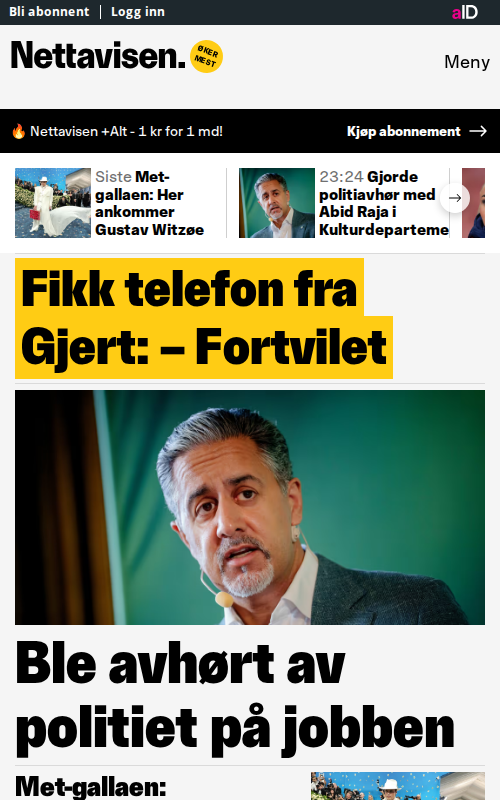 Bli abonnent
Logg inn
aID
Nettavisen.
ØKER
MEST
Meny
🔥 Nettavisen +Alt - 1 kr for 1 md!
Kjøp abonnement →
Siste Met-
gallaen: Her
ankommer
Gustav Witzøe
23:24 Gjorde
politiavhør med
Abid Raja i
Kulturdeparteme
Fikk telefon fra
Gjert: – Fortvilet
Ble avhørt av
politiet på jobben
Met-gallaen: